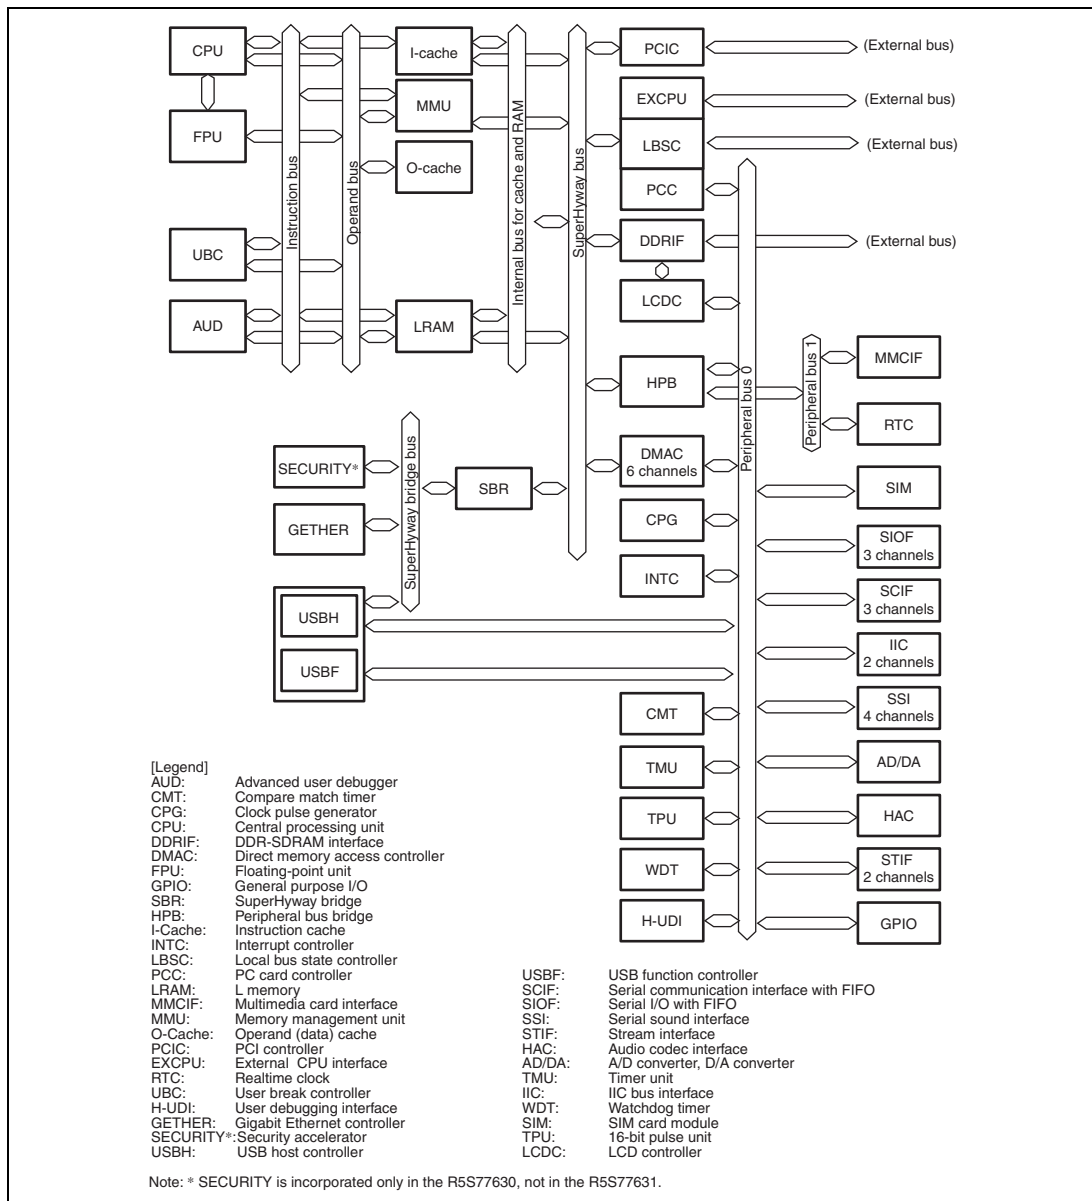 CPU
I-cache
PCIC
(External bus)
MMU
EXCPU
(External bus)
FPU
LBSC
(External bus)
O-cache
PCC
Instruction bus
Operand bus
Internal bus for cache and RAM
SuperHyway bus
UBC
DDRIF
(External bus)
LCDC
AUD
LRAM
HPB
Peripheral bus 0
Peripheral bus 1
MMCIF
RTC
SECURITY*
SuperHyway bridge bus
SBR
DMAC
6 channels
SIM
GETHER
CPG
SIOF
3 channels
INTC
SCIF
3 channels
USBH
IIC
2 channels
USBF
SSI
4 channels
CMT
TMU
AD/DA
TPU
HAC
WDT
STIF
2 channels
H-UDI
GPIO
[Legend]
AUD: Advanced user debugger
CMT: Compare match timer
CPG: Clock pulse generator
CPU: Central processing unit
DDRIF: DDR-SDRAM interface
DMAC: Direct memory access controller
FPU: Floating-point unit
GPIO: General purpose I/O
SBR: SuperHyway bridge
HPB: Peripheral bus bridge
I-Cache: Instruction cache
INTC: Interrupt controller
LBSC: Local bus state controller
PCC: PC card controller
LRAM: L memory
MMCIF: Multimedia card interface
MMU: Memory management unit
O-Cache: Operand (data) cache
PCIC: PCI controller
EXCPU: External CPU interface
RTC: Realtime clock
UBC: User break controller
H-UDI: User debugging interface
GETHER: Gigabit Ethernet controller
SECURITY*: Security accelerator
USBH: USB host controller
USBF: USB function controller
SCIF: Serial communication interface with FIFO
SIOF: Serial I/O with FIFO
SSI: Serial sound interface
STIF: Stream interface
HAC: Audio codec interface
AD/DA: A/D converter, D/A converter
TMU: Timer unit
IIC: IIC bus interface
WDT: Watchdog timer
SIM: SIM card module
TPU: 16-bit pulse unit
LCDC: LCD controller
Note: * SECURITY is incorporated only in the R5S77630, not in the R5S77631.